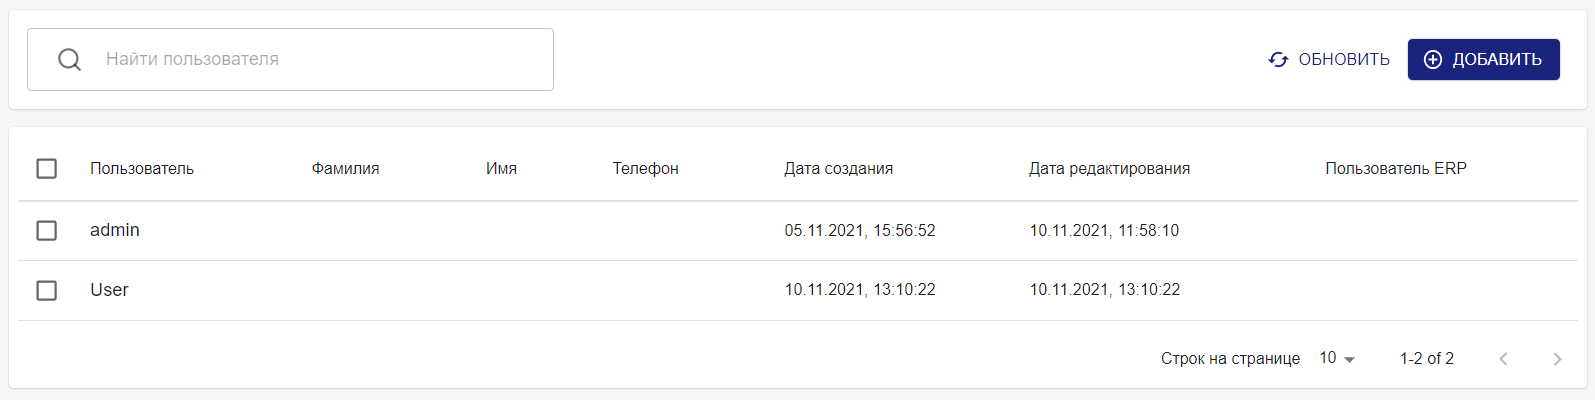 Найти пользователя
ОБНОВИТЬ ДОБАВИТЬ
Пользователь Фамилия Имя Телефон Дата создания Дата редактирования Пользователь ERP
admin 05.11.2021, 15:56:52 10.11.2021, 11:58:10
User 10.11.2021, 13:10:22 10.11.2021, 13:10:22
Строк на странице 10 1-2 of 2